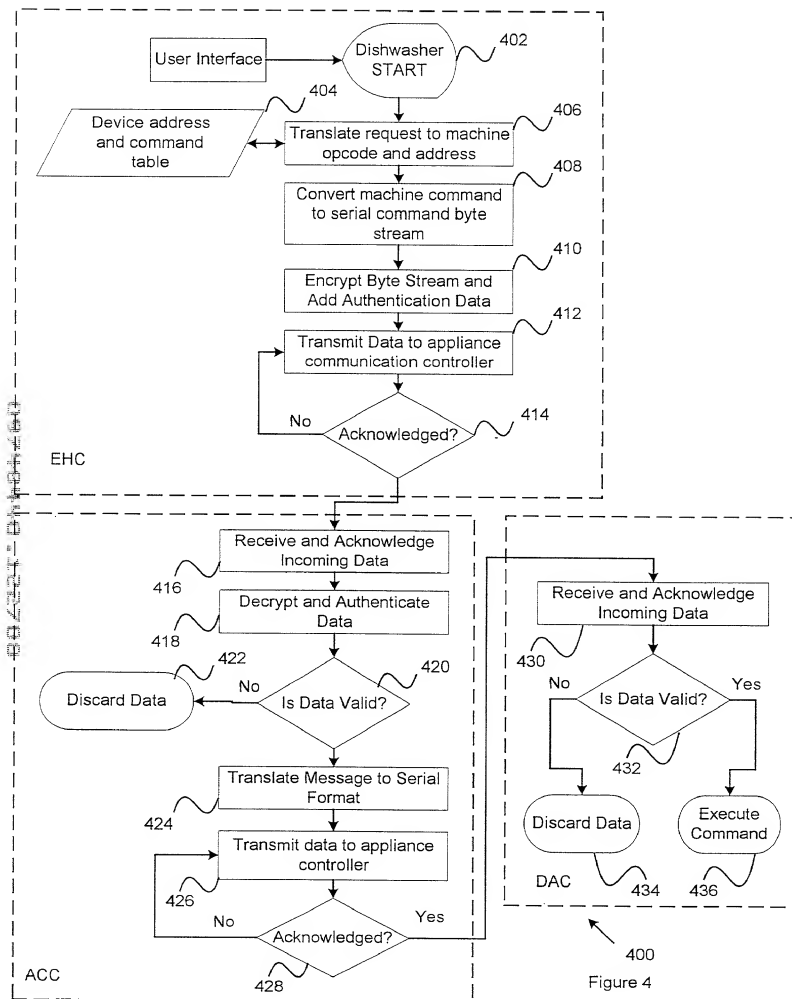 User Interface
Dishwasher
START
402
404
Device address
and command
table
406
Translate request to machine
opcode and address
408
Convert machine command
to serial command byte
stream
410
Encrypt Byte Stream and
Add Authentication Data
412
Transmit Data to appliance
communication controller
No
Acknowledged?
414
EHC
Receive and Acknowledge
Incoming Data
416
Decrypt and Authenticate
Data
418
422
Discard Data
No
420
Is Data Valid?
Translate Message to Serial
Format
424
Transmit data to appliance
controller
426
No
Acknowledged?
Yes
428
ACC
Receive and Acknowledge
Incoming Data
430
No
Is Data Valid?
Yes
432
Discard Data
Execute
Command
434
436
DAC
400
Figure 4